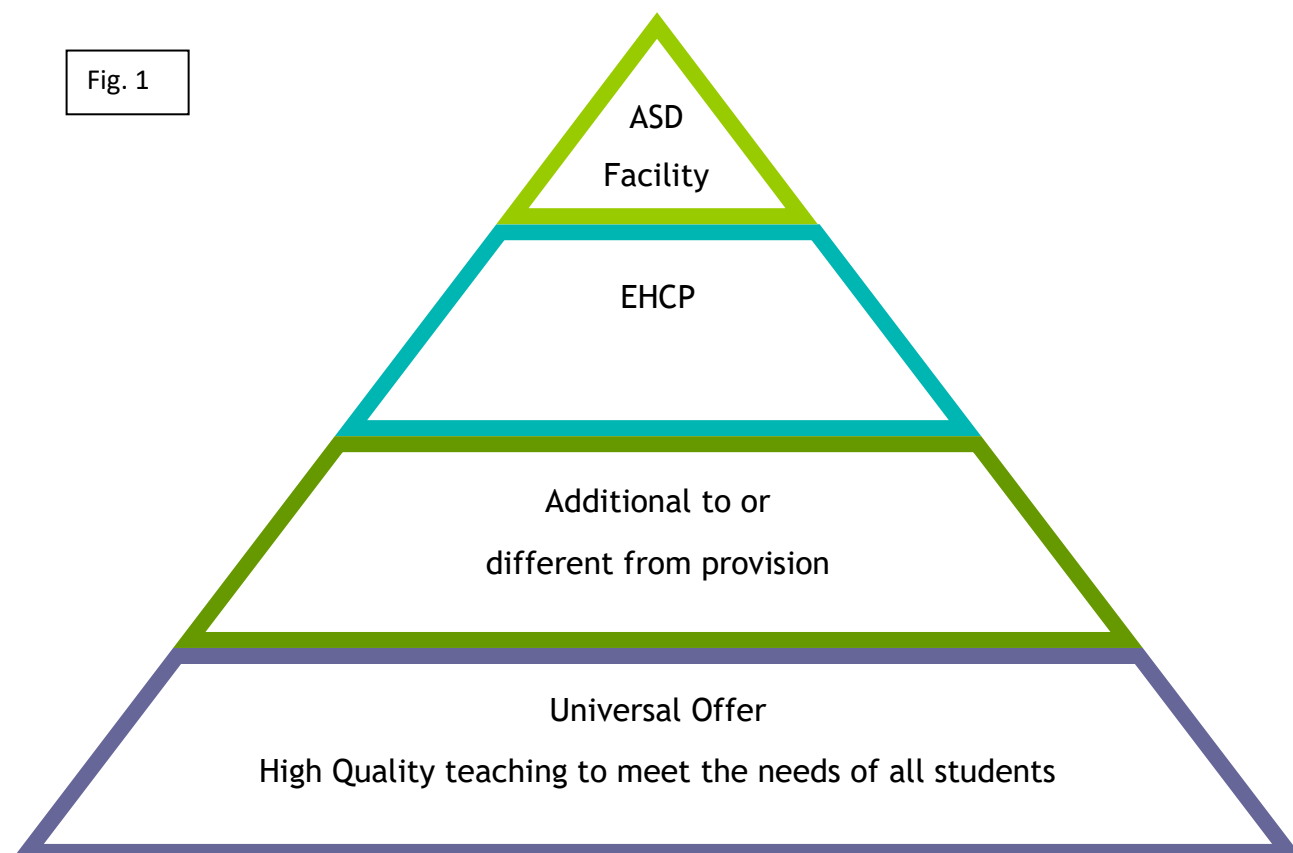 Fig. 1
ASD
Facility
EHCP
Additional to or
different from provision
Universal Offer
High Quality teaching to meet the needs of all students